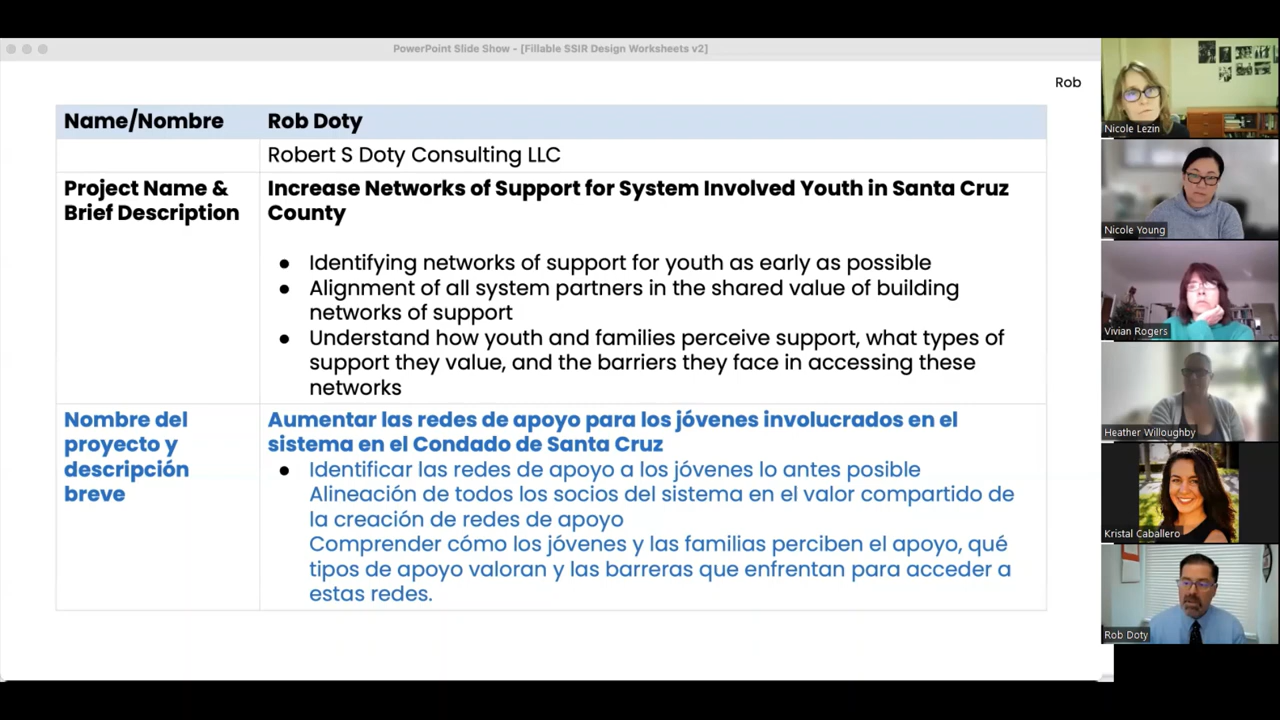 PowerPoint Slide Show - [Fillable SSIR Design Worksheets v2]
Rob
Name/Nombre
Rob Doty
Robert S Doty Consulting LLC
Project Name &
Brief Description
Increase Networks of Support for System Involved Youth in Santa Cruz
County
● Identifying networks of support for youth as early as possible
● Alignment of all system partners in the shared value of building
networks of support
● Understand how youth and families perceive support, what types of
support they value, and the barriers they face in accessing these
networks
Nombre del
proyecto y
descripción
breve
Aumentar las redes de apoyo para los jóvenes involucrados en el
sistema en el Condado de Santa Cruz
● Identificar las redes de apoyo a los jóvenes lo antes posible
Alineación de todos los socios del sistema en el valor compartido de
la creación de redes de apoyo
Comprender cómo los jóvenes y las familias perciben el apoyo, qué
tipos de apoyo valoran y las barreras que enfrentan para acceder a
estas redes.
Nicole Lezin
Nicole Young
Vivian Rogers
Heather Willoughby
Kristal Caballero
Rob Doty